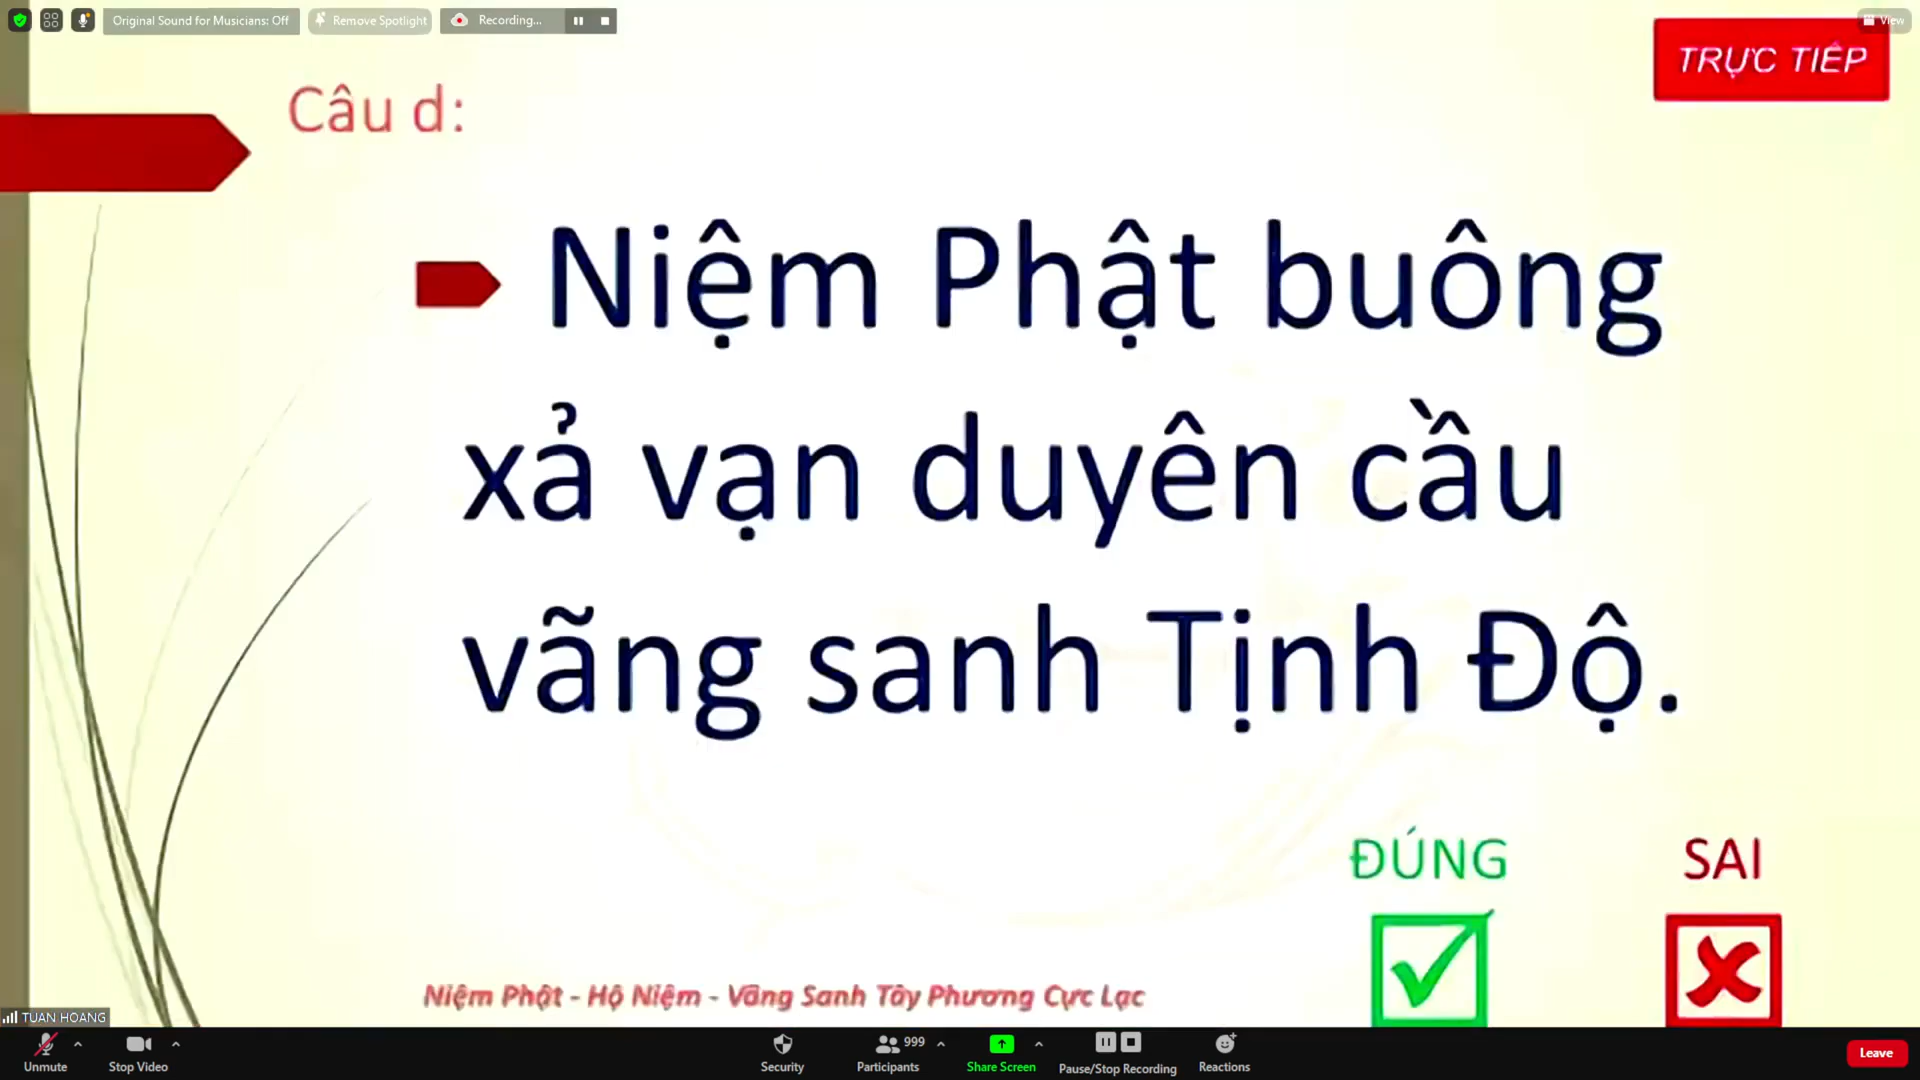 Original Sound for Musicians: Off
Remove Spotlight
Recording...
View
TRỰC TIẾP
Câu d:
Niệm Phật buông
xả vạn duyên cầu
vãng sanh Tịnh Độ.
ĐÚNG
SAI
Niệm Phật - Hộ Niệm - Vãng Sanh Tây Phương Cực Lạc
TUAN HOANG
Unmute
Stop Video
Security
999
Participants
Share Screen
Pause/Stop Recording
Reactions
Leave